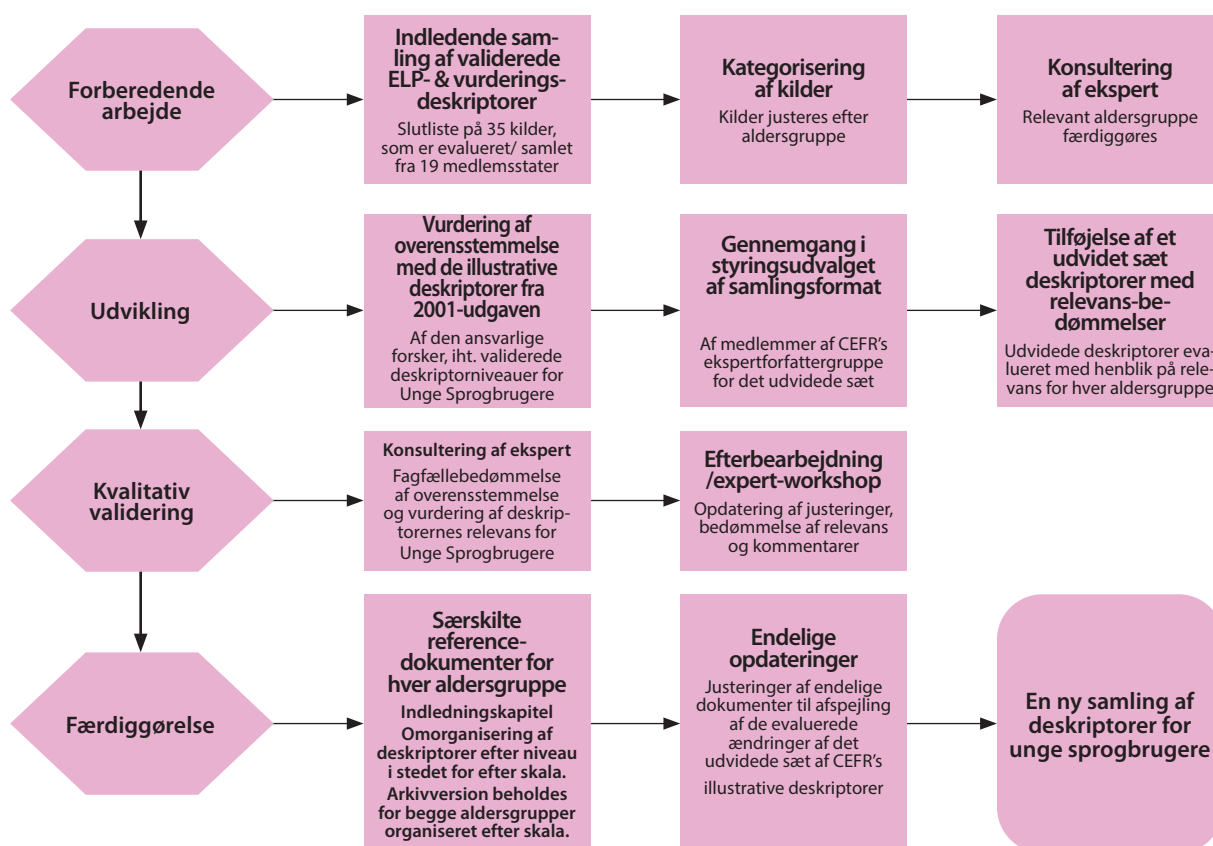 Forberedende
arbejde
Indledende sam-
ling af validerede
ELP- & vurderings-
deskriptorer
Slutliste på 35 kilder,
som er evalueret/ samlet
fra 19 medlemsstater
Kategorisering
af kilder
Kilder justeres efter
aldersgruppe
Konsultering
af ekspert
Relevant aldersgruppe
færdiggøres
Udvikling
Vurdering af
overensstemmelse
med de illustrative
deskriptorer fra
2001-udgaven
Af den ansvarlige
forsker, iht. validerede
deskriptorniveauer for
Unge Sprogbrugere
Gennemgang i
styringsudvalget
af samlingsformat
Af medlemmer af CEFR's
ekspertforfattergruppe
for det udvidede sæt
Tilføjelse af et
udvidet sæt
deskriptorer med
relevans-be-
dømmelser
Udvidede deskriptorer eva-
lueret med henblik på rele-
vans for hver aldersgruppe
Kvalitativ
validering
Konsultering af ekspert
Fagfællebedømmelse
af overensstemmelse
og vurdering af deskrip-
torernes relevans for
Unge Sprogbrugere
Efterbearbejdning
/expert-workshop
Opdatering af justeringer,
bedømmelse af relevans
og kommentarer
Færdiggørelse
Særskilte
reference-
dokumenter for
hver aldersgruppe
Indledningskapitel
Omorganisering af
deskriptorer efter niveau
i stedet for efter skala.
Arkivversion beholdes
for begge aldersgrupper
organiseret efter skala.
Endelige
opdateringer
Justeringer af endelige
dokumenter til afspejling
af de evaluerede
ændringer af det
udvidede sæt af CEFR's
illustrative deskriptorer
En ny samling af
deskriptorer for
unge sprogbrugere